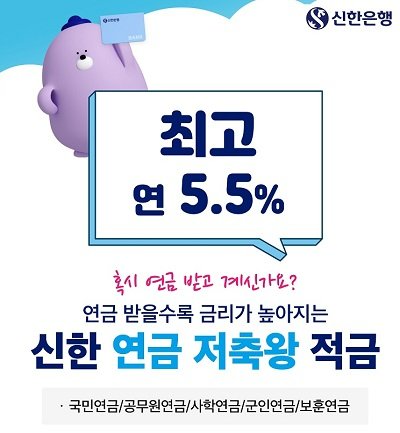 신한은행
최고
연 5.5%
혹시 연금 받고 계신가요?
연금 받을수록 금리가 높아지는
신한 연금 저축왕 적금
· 국민연금/공무원연금/사학연금/군인연금/보훈연금